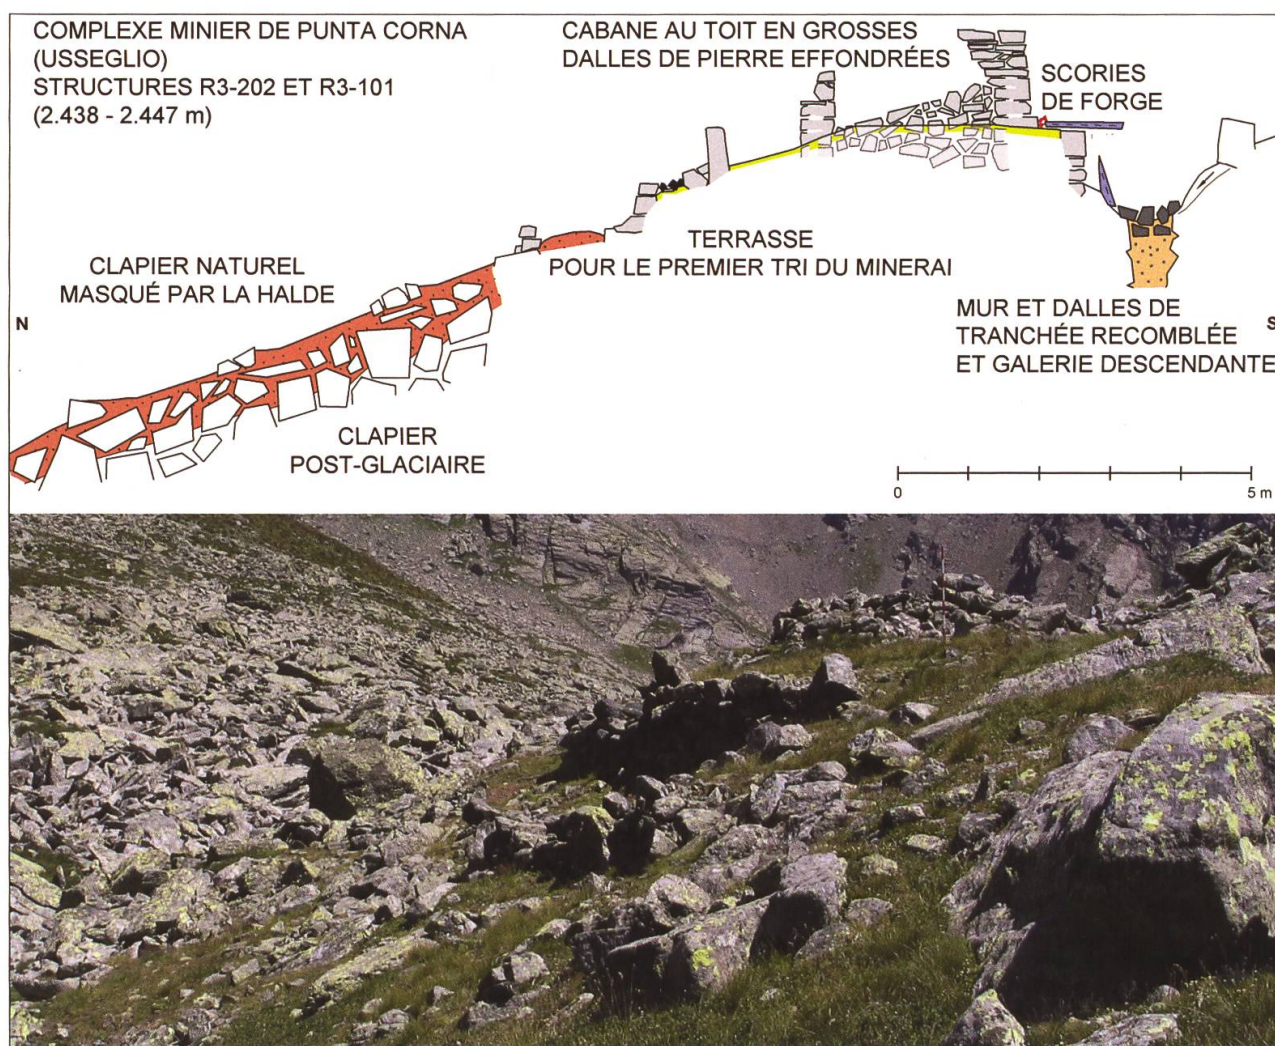 COMPLEXE MINIER DE PUNTA CORNA
(USSEGLIO)
STRUCTURES R3-202 ET R3-101
(2.438 - 2.447 m)
CABANE AU TOIT EN GROSSES
DALLES DE PIERRE EFFONDRÉES
SCORIES
DE FORGE
TERRASSE
POUR LE PREMIER TRI DU MINERAI
CLAPIER NATUREL
MASQUÉ PAR LA HALDE
N
MUR ET DALLES DE
TRANCHÉE RECOMBLÉE
ET GALERIE DESCENDANTE
S
CLAPIER
POST-GLACIAIRE
0
5 m